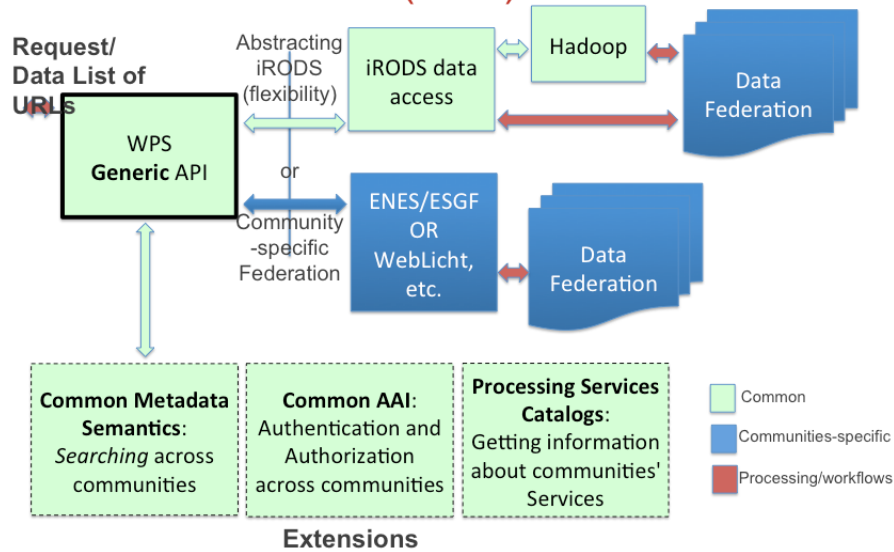 Request/
Data List of
URLs
WPS
Generic API
Abstracting
iRODS
(flexibility)
or
Community
-specific
Federation
iRODS data
access
Hadoop
Data
Federation
ENES/ESGF
OR
WebLicht,
etc.
Data
Federation
Common Metadata
Semantics:
Searching across
communities
Common AAI:
Authentication and
Authorization
across communities
Processing Services
Catalogs:
Getting information
about communities'
Services
Common
Communities-specific
Processing/workflows
Extensions